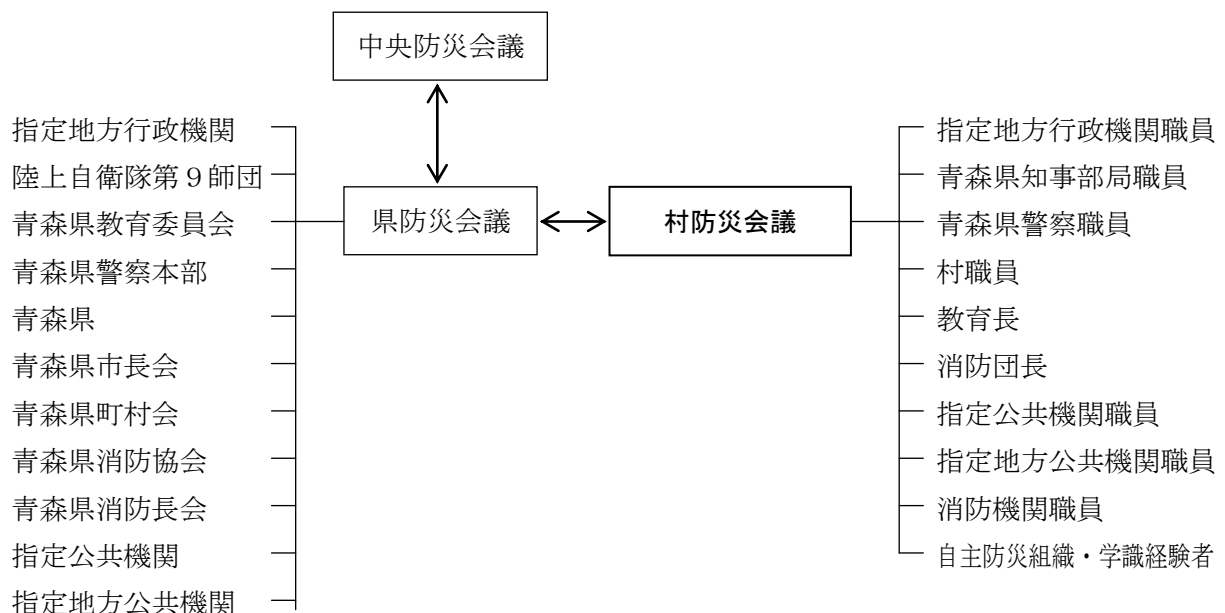 中央防災会議
指定地方行政機関
陸上自衛隊第9師団
青森県教育委員会
青森県警察本部
青森県
青森県市長会
青森県町村会
青森県消防協会
青森県消防長会
指定公共機関
指定地方公共機関
県防災会議
村防災会議
指定地方行政機関職員
青森県知事部局職員
青森県警察職員
村職員
教育長
消防団長
指定公共機関職員
指定地方公共機関職員
消防機関職員
自主防災組織・学識経験者